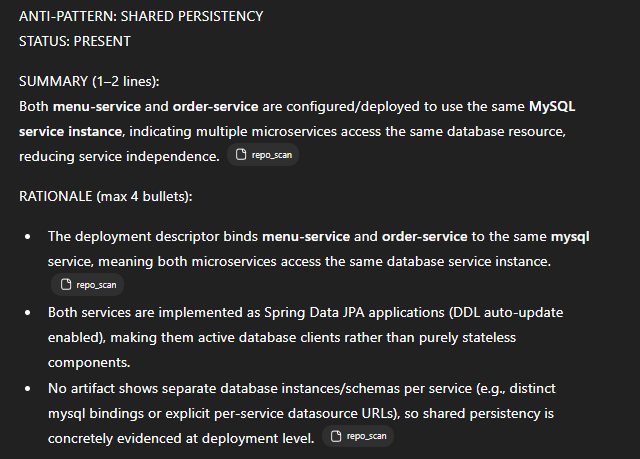 ANTI-PATTERN: SHARED PERSISTENCY
STATUS: PRESENT
SUMMARY (1–2 lines):
Both menu-service and order-service are configured/deployed to use the same MySQL
service instance, indicating multiple microservices access the same database resource,
reducing service independence. repo_scan
RATIONALE (max 4 bullets):
• The deployment descriptor binds menu-service and order-service to the same mysql
service, meaning both microservices access the same database service instance.
repo_scan
• Both services are implemented as Spring Data JPA applications (DDL auto-update
enabled), making them active database clients rather than purely stateless
components.
• No artifact shows separate database instances/schemas per service (e.g., distinct
mysql bindings or explicit per-service datasource URLs), so shared persistency is
concretely evidenced at deployment level. repo_scan